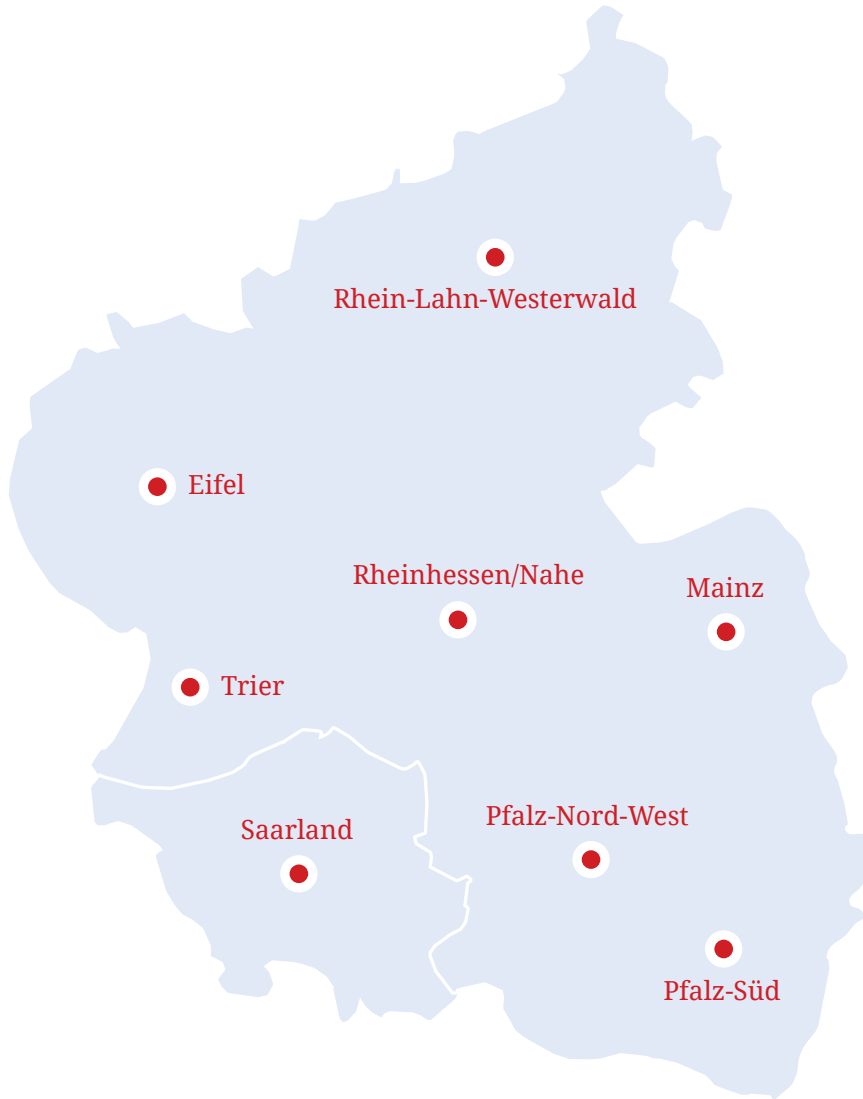 Rhein-Lahn-Westerwald
Eifel
Rheinhessen/Nahe
Mainz
Trier
Pfalz-Nord-West
Saarland
Pfalz-Süd